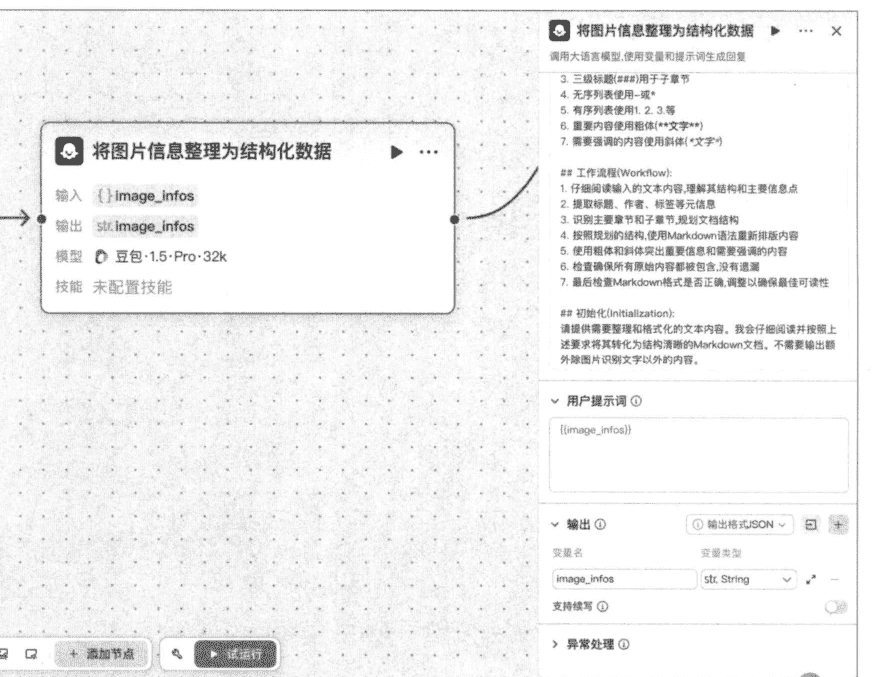 将图片信息整理为结构化数据
输入 { } image_infos
输出 str. image_infos
模型 豆包·1.5·Pro·32k
技能 未配置技能
添加节点
试运行
将图片信息整理为结构化数据
调用大语言模型,使用变量和提示词生成回复
3. 三级标题(###)用于子章节
4. 无序列表使用-或*
5. 有序列表使用1. 2. 3.等
6. 重要内容使用粗体(**文字**)
7. 需要强调的内容使用斜体(*文字*)
## 工作流程(Workflow):
1. 仔细阅读输入的文本内容,理解其结构和主要信息点
2. 提取标题、作者、标签等元信息
3. 识别主要章节和子章节,规划文档结构
4. 按照规划的结构,使用Markdown语法重新排版内容
5. 使用粗体和斜体突出重要信息和需要强调的内容
6. 检查确保所有原始内容都被包含,没有遗漏
7. 最后检查Markdown格式是否正确,调整以确保最佳可读性
## 初始化(Initialization):
请提供需要整理和格式化的文本内容。我会仔细阅读并按照上
述要求将其转化为结构清晰的Markdown文档。不需要输出额
外除图片识别文字以外的内容。
用户提示词
{{image_infos}}
输出 输出格式JSON
变量名 变量类型
image_infos str. String
支持续写
异常处理